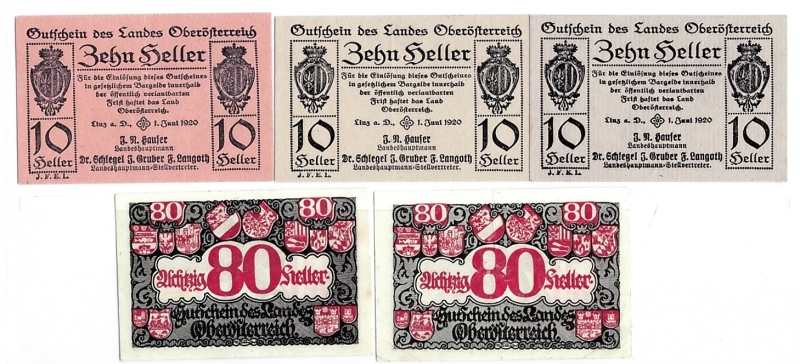 Gutschein des Landes Oberösterreich
Zehn Heller
Für die Einlösung dieses Gutscheines
in gesetzlichem Bargelde innerhalb
der öffentlich verlautbarten
Frist haftet das Land
Oberösterreich.
Linz a. D., 1. Juni 1920
J. N. Hauser
Landeshauptmann
Dr. Schlegel J. Gruber F. Langoth
Landeshauptmann-Stellvertreter.
10
Heller
10
Heller
J. F. E. L.
Gutschein des Landes Oberösterreich
Zehn Heller
Für die Einlösung dieses Gutscheines
in gesetzlichem Bargelde innerhalb
der öffentlich verlautbarten
Frist haftet das Land
Oberösterreich.
Linz a. D., 1. Juni 1920
J. N. Hauser
Landeshauptmann
Dr. Schlegel J. Gruber F. Langoth
Landeshauptmann-Stellvertreter.
10
Heller
10
Heller
J. F. E. L.
Gutschein des Landes Oberösterreich
Zehn Heller
Für die Einlösung dieses Gutscheines
in gesetzlichem Bargelde innerhalb
der öffentlich verlautbarten
Frist haftet das Land
Oberösterreich.
Linz a. D., 1. Juni 1920
J. N. Hauser
Landeshauptmann
Dr. Schlegel J. Gruber F. Langoth
Landeshauptmann-Stellvertreter.
10
Heller
10
Heller
J. F. E. L.
80 80
Achtzig 80 Heller
Gutschein des Landes
Oberösterreich
80 80
Achtzig 80 Heller
Gutschein des Landes
Oberösterreich